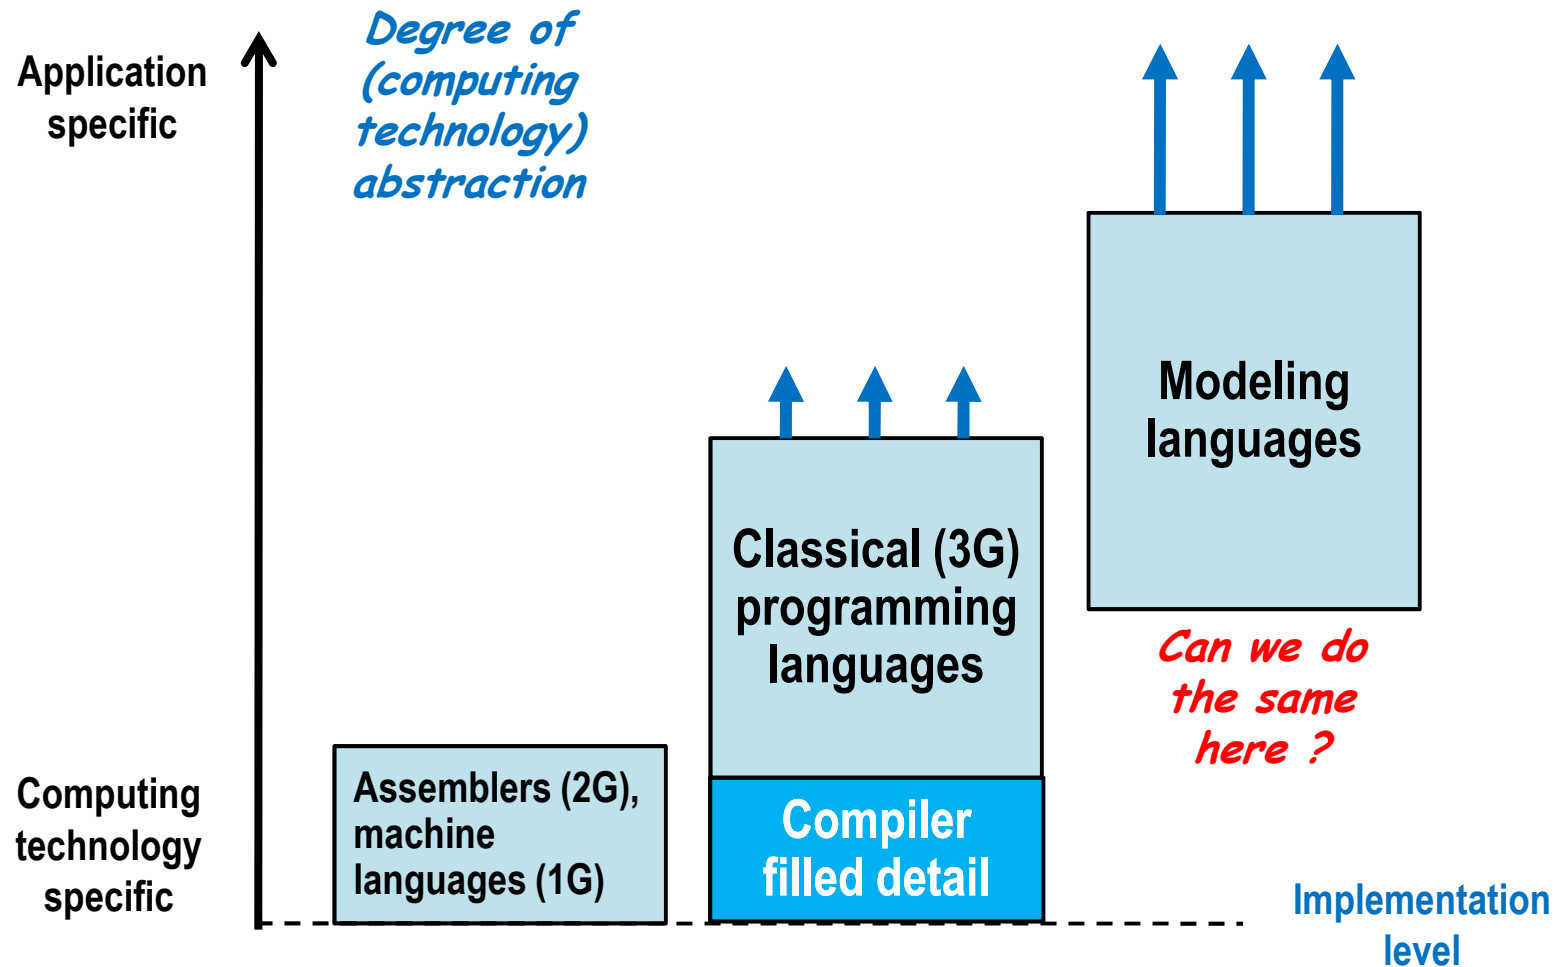 Application
specific
Degree of
(computing
technology)
abstraction
Modeling
languages
Classical (3G)
programming
languages
Can we do
the same
here ?
Computing
technology
specific
Assemblers (2G),
machine
languages (1G)
Compiler
filled detail
Implementation
level